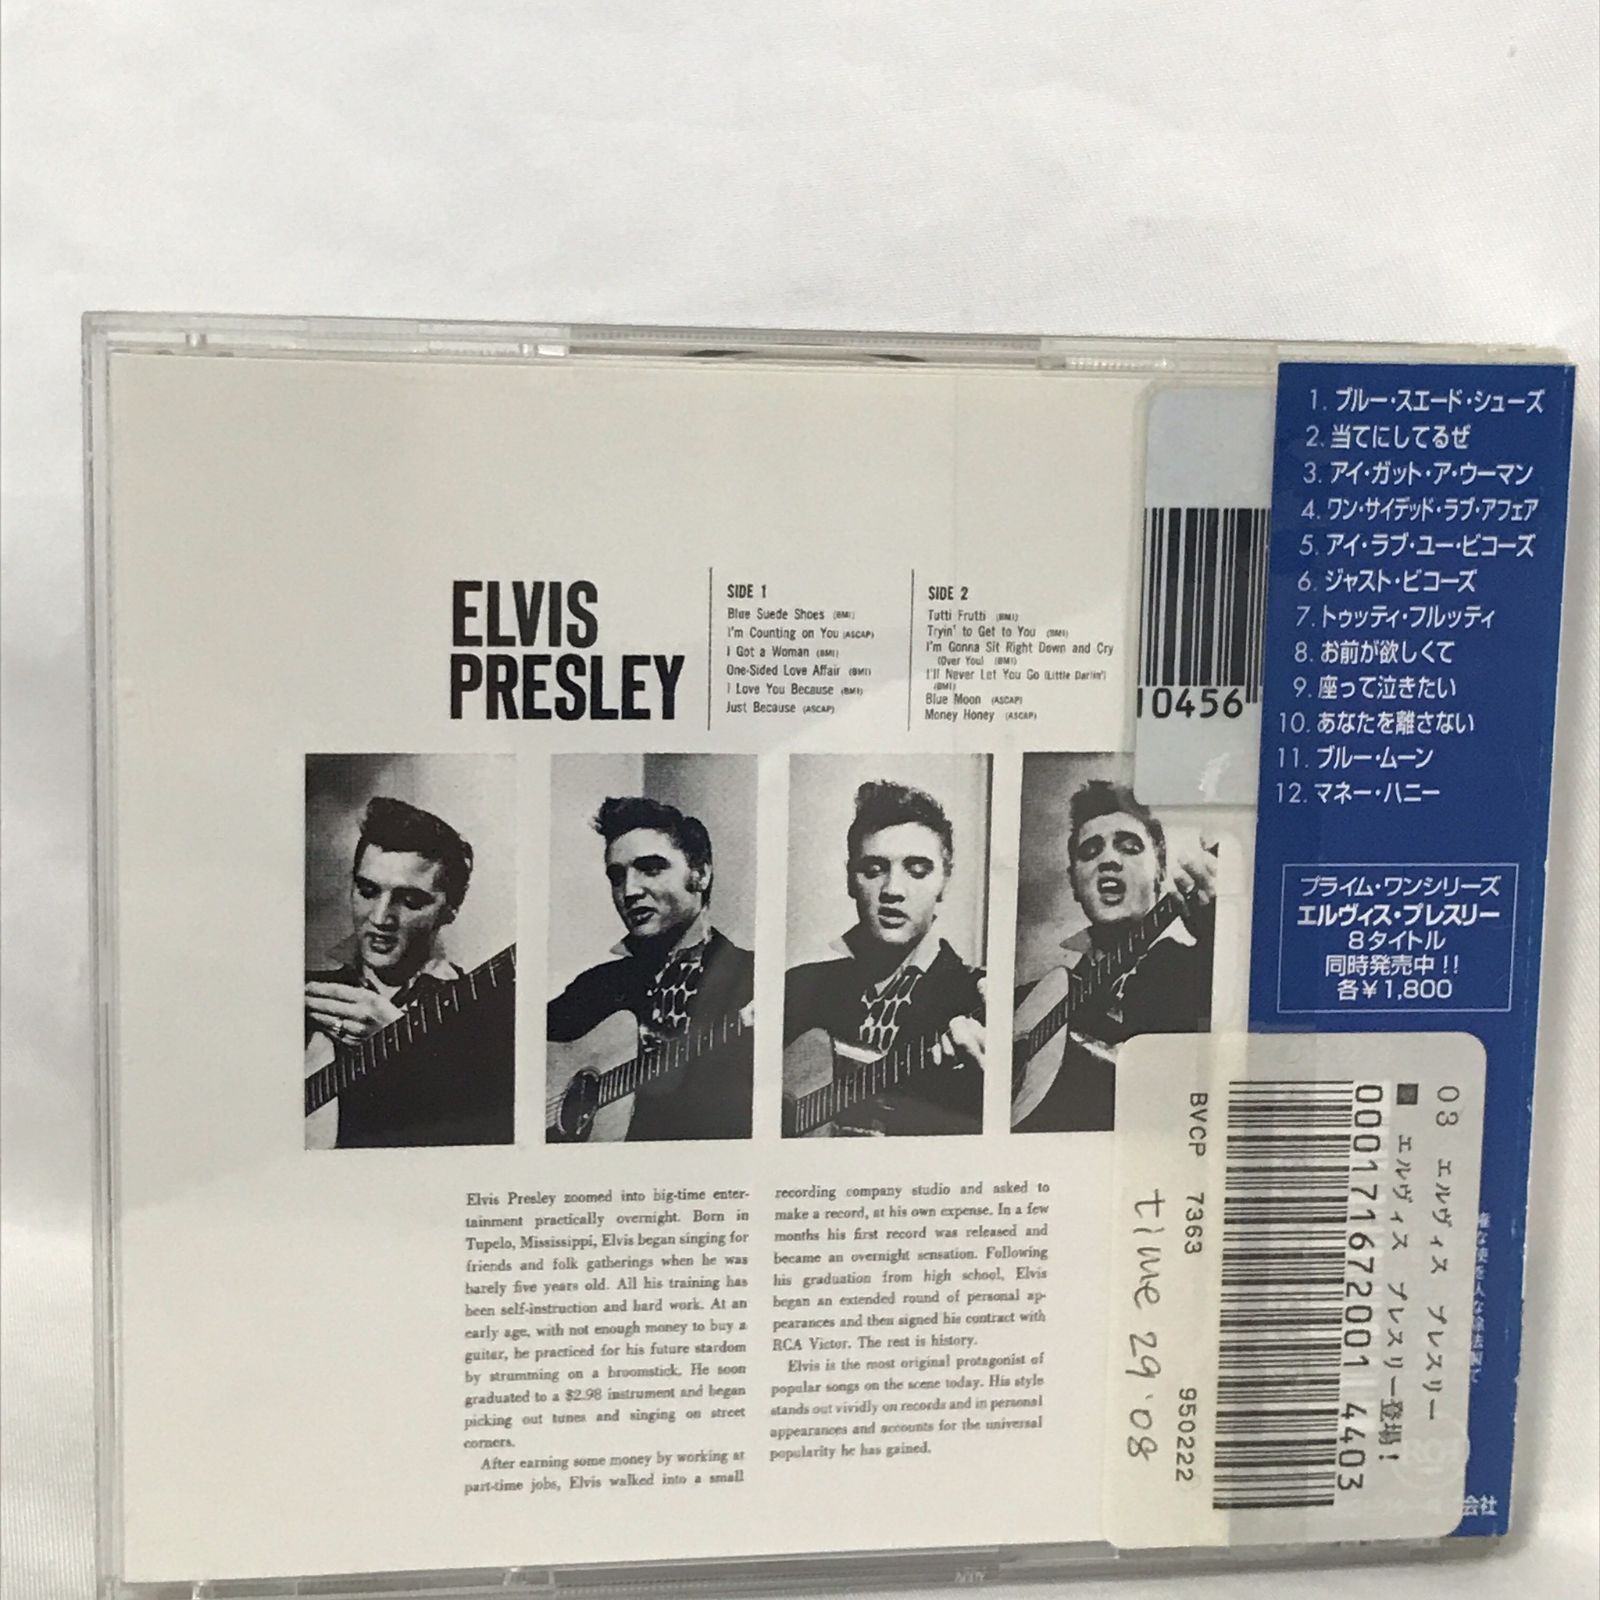 ELVIS
PRESLEY
SIDE 1
Blue Suede Shoes (BMI)
I'm Counting on You (ASCAP)
I Got a Woman (BMI)
One-Sided Love Affair (BMI)
I Love You Because (BMI)
Just Because (ASCAP)
SIDE 2
Tutti Frutti (BMI)
Tryin' to Get to You (BMI)
I'm Gonna Sit Right Down and Cry
(Over You) (BMI)
I'll Never Let You Go (Little Darlin')
(BMI)
Blue Moon (ASCAP)
Money Honey (ASCAP)
Elvis Presley zoomed into big-time enter-
tainment practically overnight. Born in
Tupelo, Mississippi, Elvis began singing for
friends and folk gatherings when he was
barely five years old. All his training has
been self-instruction and hard work. At an
early age, with not enough money to buy a
guitar, he practiced for his future stardom
by strumming on a broomstick. He soon
graduated to a $2.98 instrument and began
picking out tunes and singing on street
corners.
After earning some money by working at
part-time jobs, Elvis walked into a small
recording company studio and asked to
make a record, at his own expense. In a few
months his first record was released and
became an overnight sensation. Following
his graduation from high school, Elvis
began an extended round of personal ap-
pearances and then signed his contract with
RCA Victor. The rest is history.
Elvis is the most original protagonist of
popular songs on the scene today. His style
stands out vividly on records and in personal
appearances and accounts for the universal
popularity he has gained.
10456
1. ブルー・スエード・シューズ
2. 当てにしてるぜ
3. アイ・ガット・ア・ウーマン
4. ワン・サイデッド・ラブ・アフェア
5. アイ・ラブ・ユー・ビコーズ
6. ジャスト・ビコーズ
7. トゥッティ・フルッティ
8. お前が欲しくて
9. 座って泣きたい
10. あなたを離さない
11. ブルー・ムーン
12. マネー・ハニー
プライム・ワンシリーズ
エルヴィス・プレスリー
8タイトル
同時発売中!!
各¥1,800
03 エルヴィス プレスリー
■ エルヴィス プレスリー登場!
0001716720014403
BVCP 7363 950222
time 29'08
会社